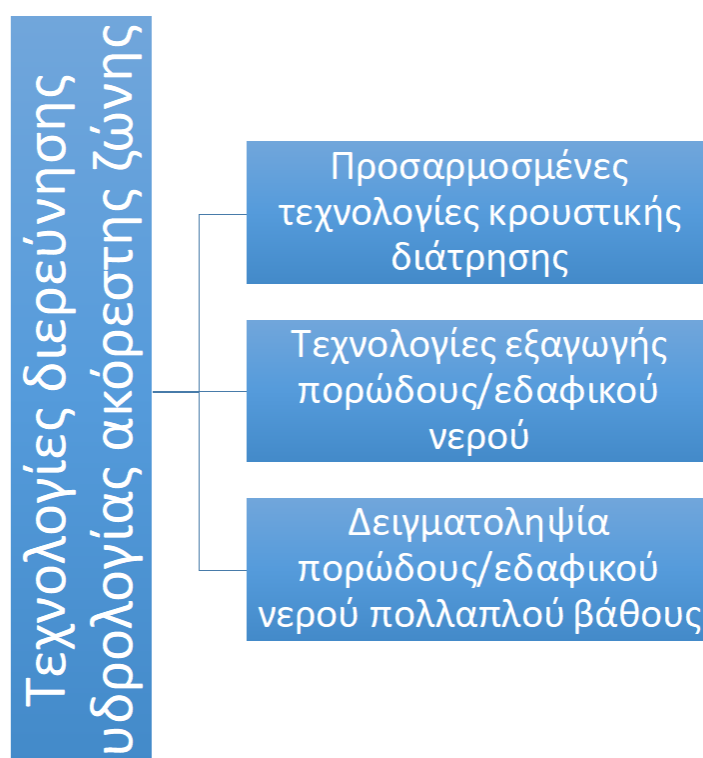 Τεχνολογίες διερεύνησης
υδρολογίας ακόρεστης ζώνης
Προσαρμοσμένες
τεχνολογίες κρουστικής
διάτρησης
Τεχνολογίες εξαγωγής
πορώδους/εδαφικού
νερού
Δειγματοληψία
πορώδους/εδαφικού
νερού πολλαπλού βάθους